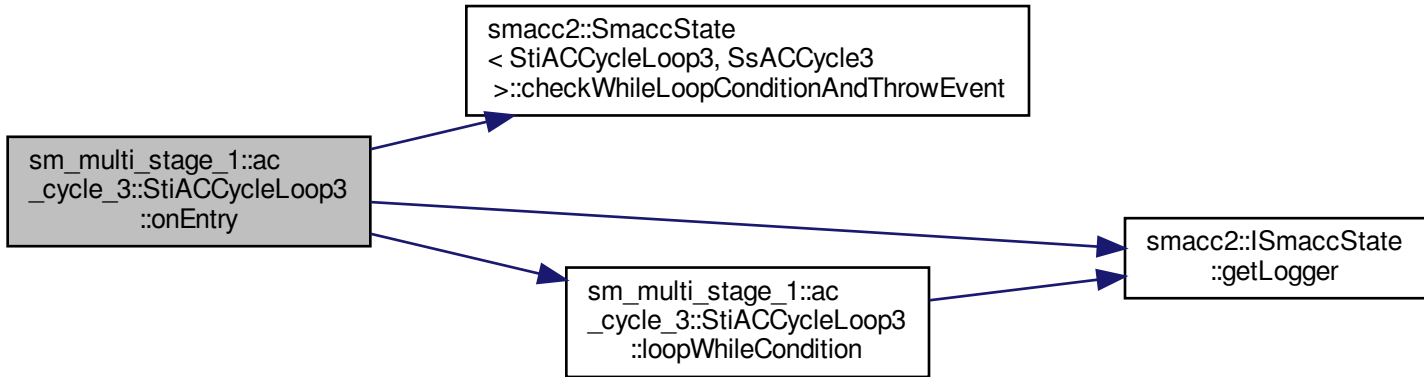 smacc2::SmaccState
< StiACCycleLoop3, SsACCycle3
>::checkWhileLoopConditionAndThrowEvent
sm_multi_stage_1::ac
_cycle_3::StiACCycleLoop3
::onEntry
smacc2::ISmaccState
::getLogger
sm_multi_stage_1::ac
_cycle_3::StiACCycleLoop3
::loopWhileCondition